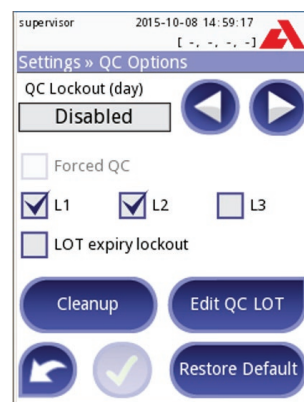 supervisor 2015-10-08 14:59:17
[ -, -, -, -]
Settings » QC Options
QC Lockout (day)
Disabled
Forced QC
L1 L2 L3
LOT expiry lockout
Cleanup Edit QC LOT
Restore Default